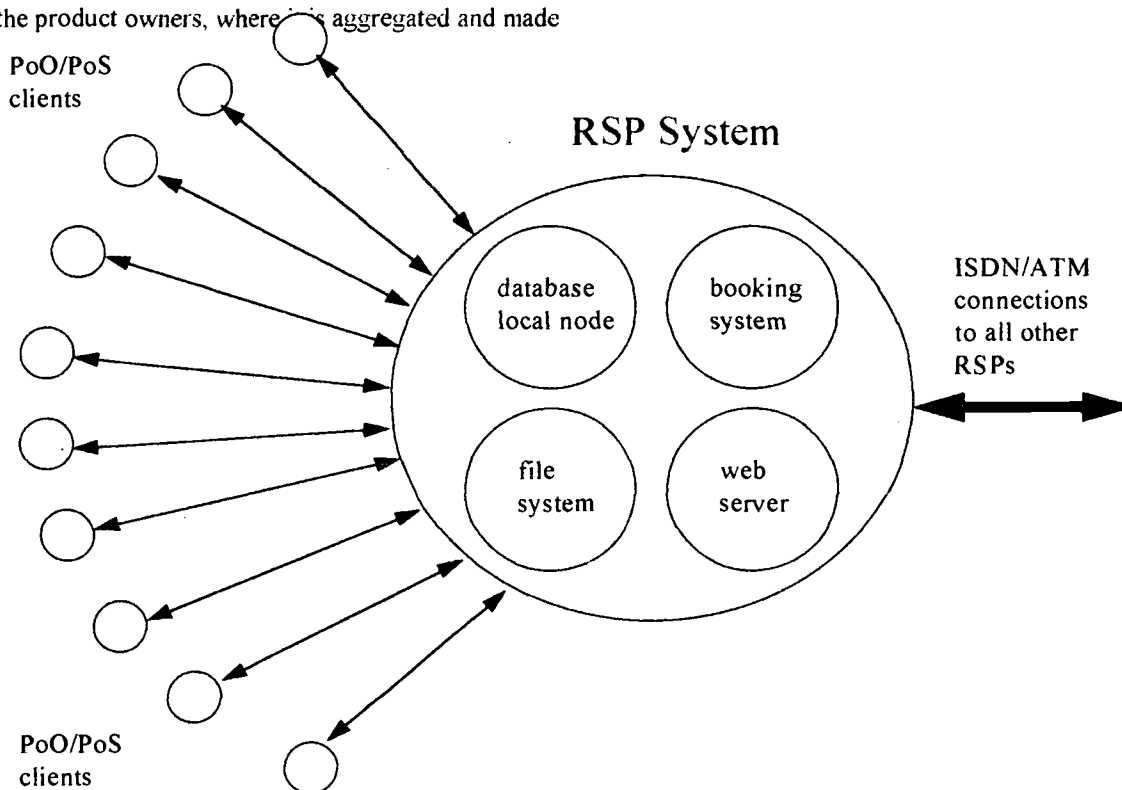 the product owners, where is aggregated and made
PoO/PoS
clients
RSP System
database
local node
booking
system
file
system
web
server
ISDN/ATM
connections
to all other
RSPs
PoO/PoS
clients